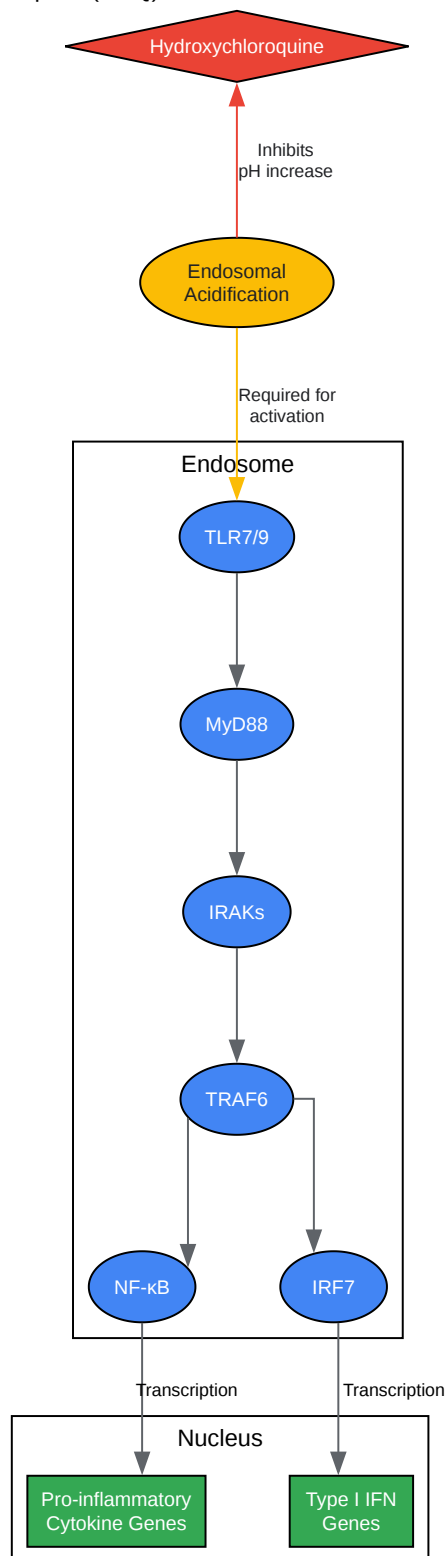 Hydroxychloroquine
Inhibits
pH increase
Endosomal
Acidification
Required for
activation
Endosome
TLR7/9
MyD88
IRAKs
TRAF6
NF-κB
IRF7
Transcription
Transcription
Nucleus
Pro-inflammatory
Cytokine Genes
Type I IFN
Genes